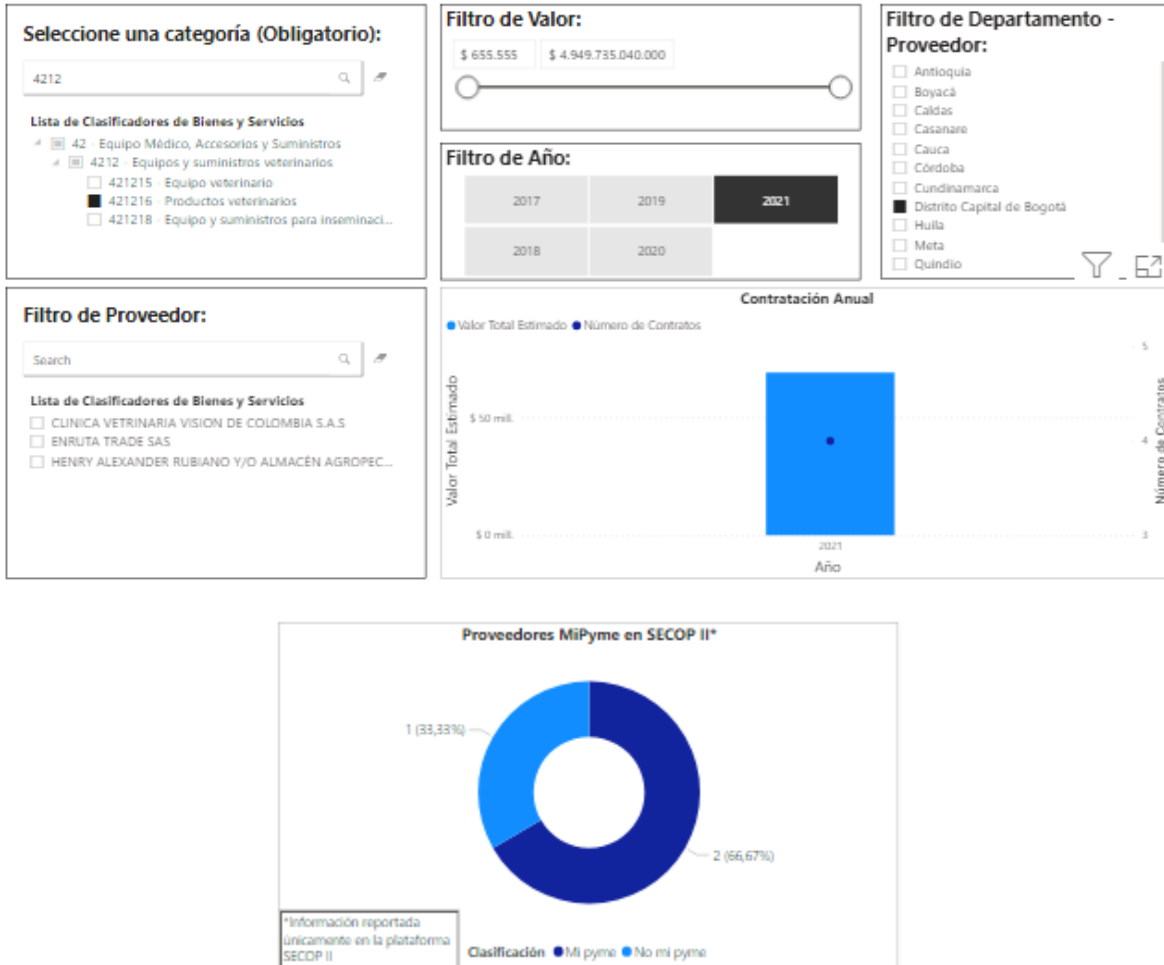 Seleccione una categoría (Obligatorio):
4212
Lista de Clasificadores de Bienes y Servicios
42 - Equipo Médico, Accesorios y Suministros
4212 - Equipos y suministros veterinarios
421215 - Equipo veterinario
421216 - Productos veterinarios
421218 - Equipo y suministros para inseminaci...
Filtro de Valor:
$ 655.555 $ 4.949.735.040.000
Filtro de Año:
2017 2019 2021
2018 2020
Filtro de Departamento -
Proveedor:
Antioquia
Boyacá
Caldas
Casanare
Cauca
Córdoba
Cundinamarca
Distrito Capital de Bogotá
Huila
Meta
Quindío
Filtro de Proveedor:
Search
Lista de Clasificadores de Bienes y Servicios
CLINICA VETRINARIA VISION DE COLOMBIA S.A.S
ENRUTA TRADE SAS
HENRY ALEXANDER RUBIANO Y/O ALMACÉN AGROPEC...
Contratación Anual
Valor Total Estimado Número de Contratos
Valor Total Estimado
$ 50 mill.
$ 0 mill.
5
4
3
Número de Contratos
2021
Año
Proveedores MiPyme en SECOP II*
1 (33,33%)
2 (66,67%)
*Información reportada
únicamente en la plataforma
SECOP II
Clasificación Mi pyme No mi pyme